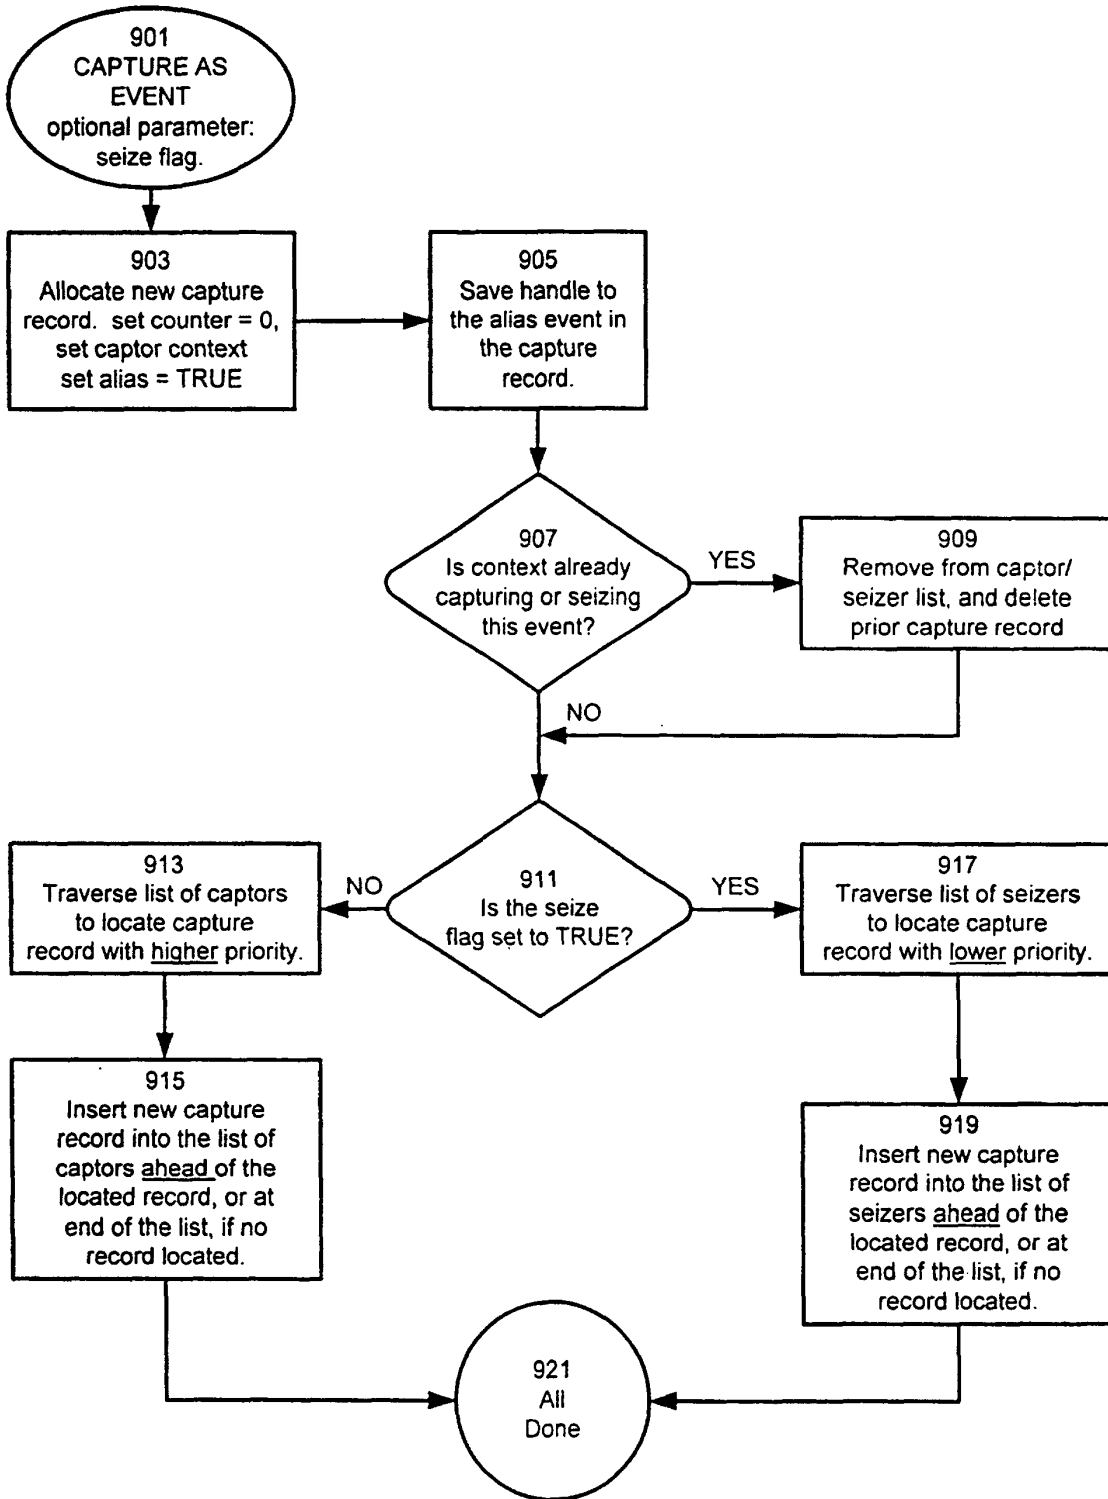 901
CAPTURE AS
EVENT
optional parameter:
seize flag.
903
Allocate new capture
record. set counter = 0,
set captor context
set alias = TRUE
905
Save handle to
the alias event in
the capture
record.
907
Is context already
capturing or seizing
this event?
YES
909
Remove from captor/
seizer list, and delete
prior capture record
NO
911
Is the seize
flag set to TRUE?
NO
YES
913
Traverse list of captors
to locate capture
record with higher priority.
917
Traverse list of seizers
to locate capture
record with lower priority.
915
Insert new capture
record into the list of
captors ahead of the
located record, or at
end of the list, if no
record located.
919
Insert new capture
record into the list of
seizers ahead of the
located record, or at
end of the list, if no
record located.
921
All
Done